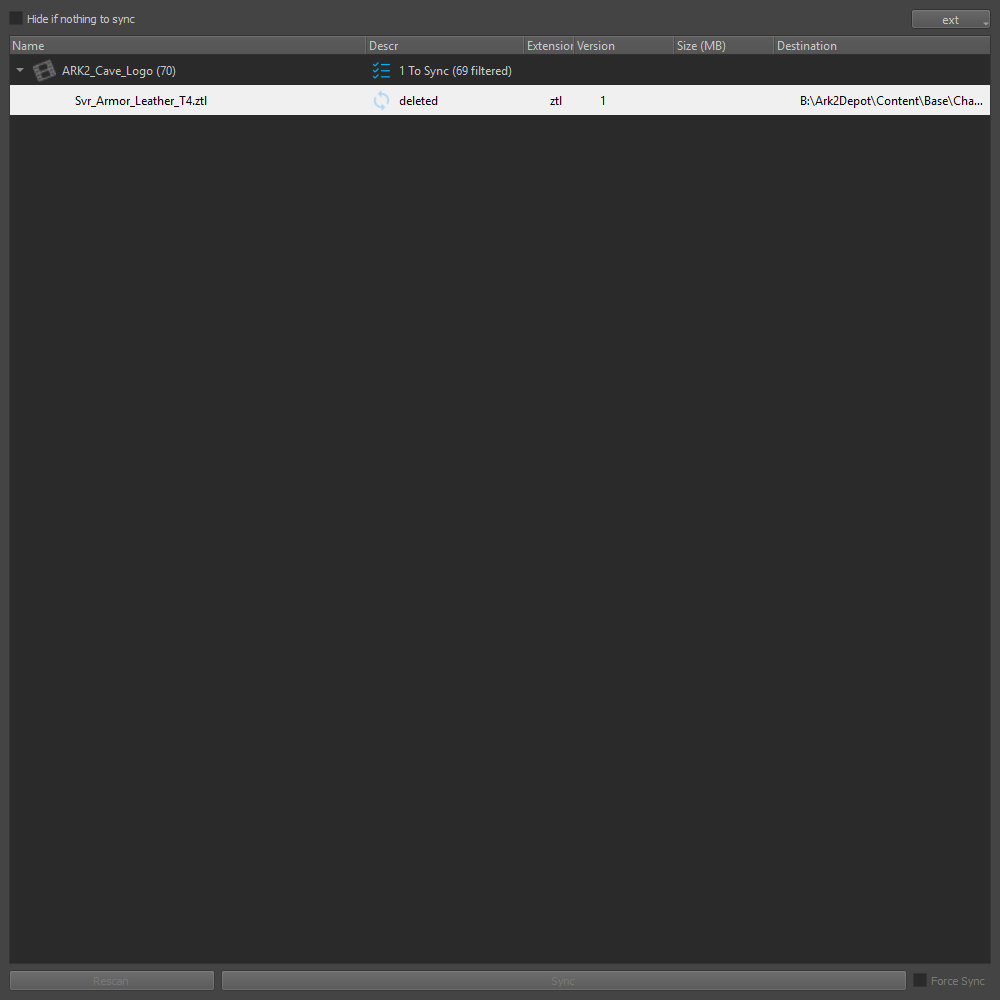 Hide if nothing to sync
ext
Name Descr Extension Version Size (MB) Destination
ARK2_Cave_Logo (70) 1 To Sync (69 filtered)
Svr_Armor_Leather_T4.ztl deleted ztl 1 B:\Ark2Depot\Content\Base\Cha...
Rescan Sync Force Sync